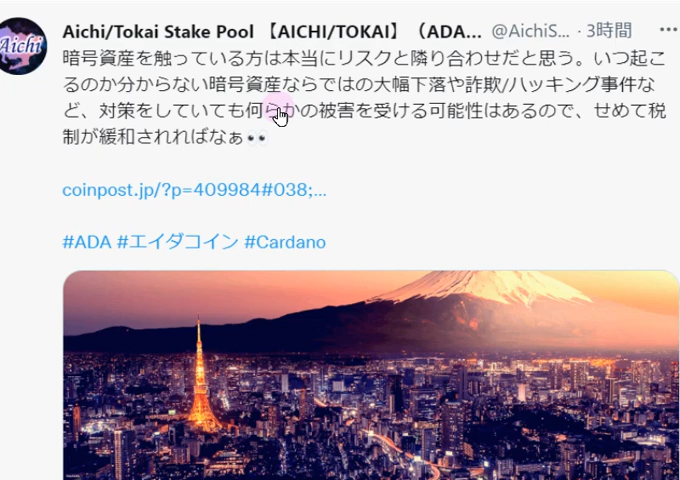 Aichi
Aichi/Tokai Stake Pool 【AICHI/TOKAI】 (ADA... @AichiS... · 3時間 ···
暗号資産を触っている方は本当にリスクと隣り合わせだと思う。いつ起こ
るのか分からない暗号資産ならではの大幅下落や詐欺/ハッキング事件な
ど、対策をしていても何らかの被害を受ける可能性はあるので、せめて税
制が緩和されればなぁ👀
coinpost.jp/?p=409984#038;...
#ADA #エイダコイン #Cardano